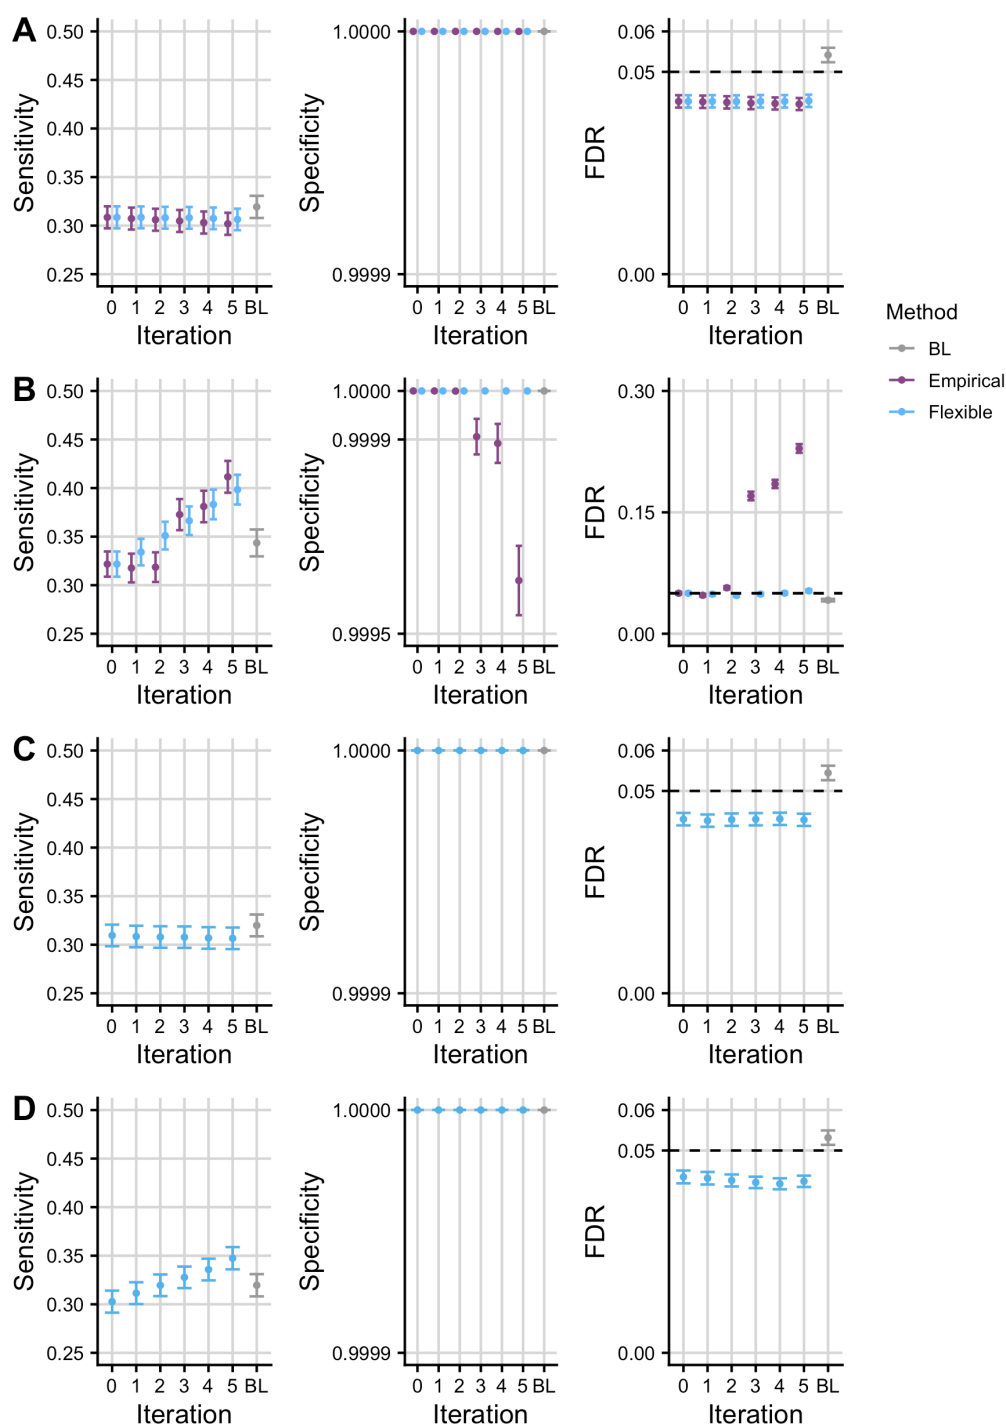 A
Sensitivity
0.50
0.45
0.40
0.35
0.30
0.25
0 1 2 3 4 5 BL
Iteration
Specificity
1.0000
0.9999
0 1 2 3 4 5 BL
Iteration
FDR
0.06
0.05
0.00
0 1 2 3 4 5 BL
Iteration
Method
BL
Empirical
Flexible
B
Sensitivity
0.50
0.45
0.40
0.35
0.30
0.25
0 1 2 3 4 5 BL
Iteration
Specificity
1.0000
0.9999
0.9995
0 1 2 3 4 5 BL
Iteration
FDR
0.30
0.15
0.00
0 1 2 3 4 5 BL
Iteration
C
Sensitivity
0.50
0.45
0.40
0.35
0.30
0.25
0 1 2 3 4 5 BL
Iteration
Specificity
1.0000
0.9999
0 1 2 3 4 5 BL
Iteration
FDR
0.06
0.05
0.00
0 1 2 3 4 5 BL
Iteration
D
Sensitivity
0.50
0.45
0.40
0.35
0.30
0.25
0 1 2 3 4 5 BL
Iteration
Specificity
1.0000
0.9999
0 1 2 3 4 5 BL
Iteration
FDR
0.06
0.05
0.00
0 1 2 3 4 5 BL
Iteration